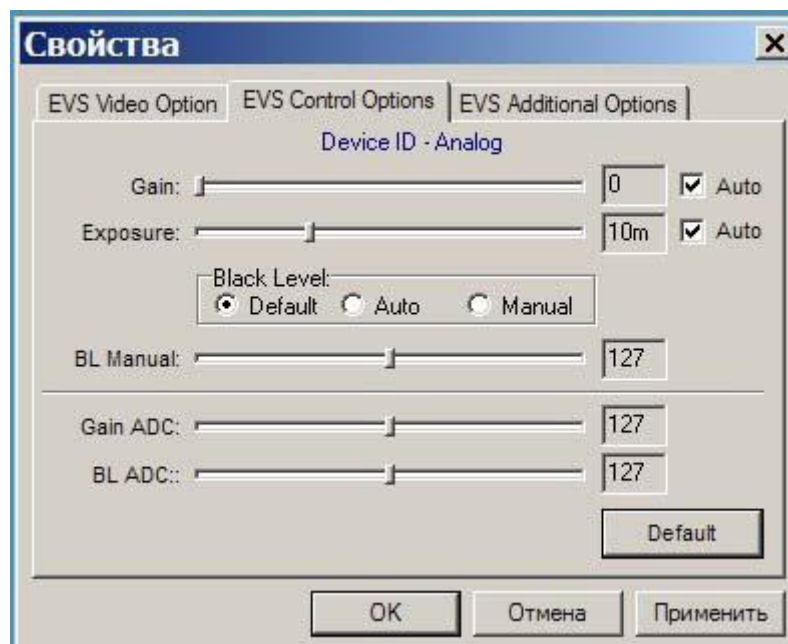 Свойства
EVS Video Option EVS Control Options EVS Additional Options
Device ID - Analog
Gain: 0 Auto
Exposure: 10m Auto
Black Level:
Default Auto Manual
BL Manual: 127
Gain ADC: 127
BL ADC:: 127
Default
OK Отмена Применить